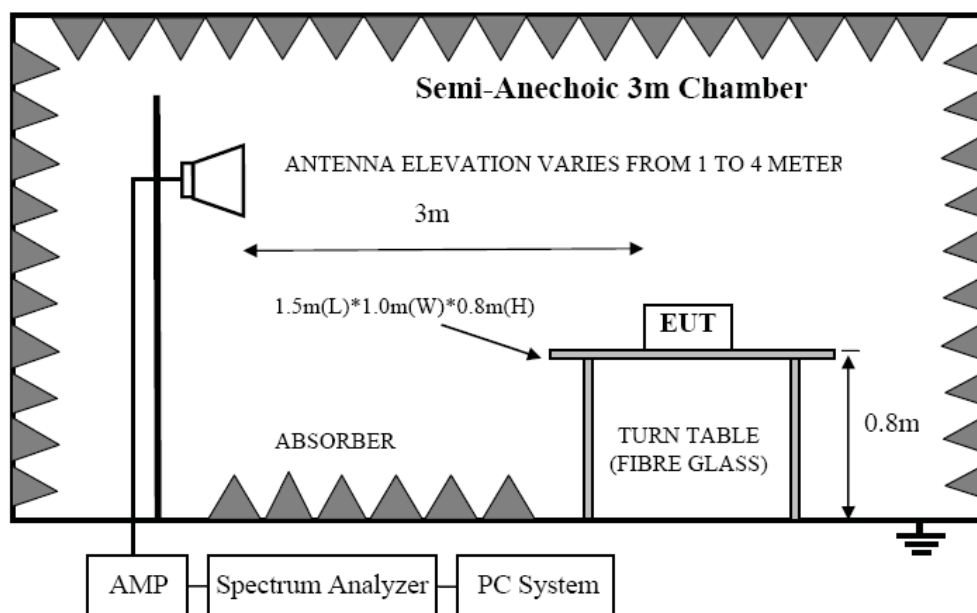 Semi-Anechoic 3m Chamber
ANTENNA ELEVATION VARIES FROM 1 TO 4 METER
3m
1.5m(L)*1.0m(W)*0.8m(H)
EUT
0.8m
ABSORBER
TURN TABLE
(FIBRE GLASS)
AMP
Spectrum Analyzer
PC System